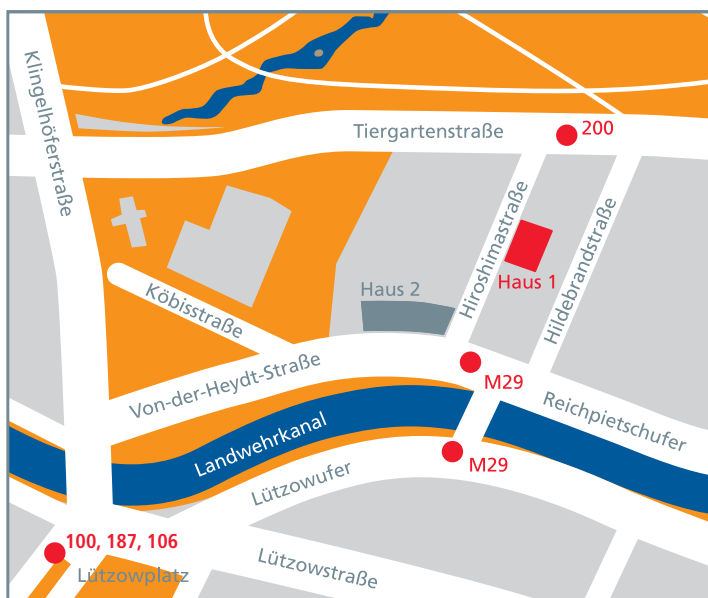 Klingelhöferstraße
Tiergartenstraße
200
Hiroshimastraße
Hildebrandstraße
Haus 1
Haus 2
Köbisstraße
Von-der-Heydt-Straße
M29
Reichpietschufer
Landwehrkanal
M29
Lützowufer
100, 187, 106
Lützowplatz
Lützowstraße